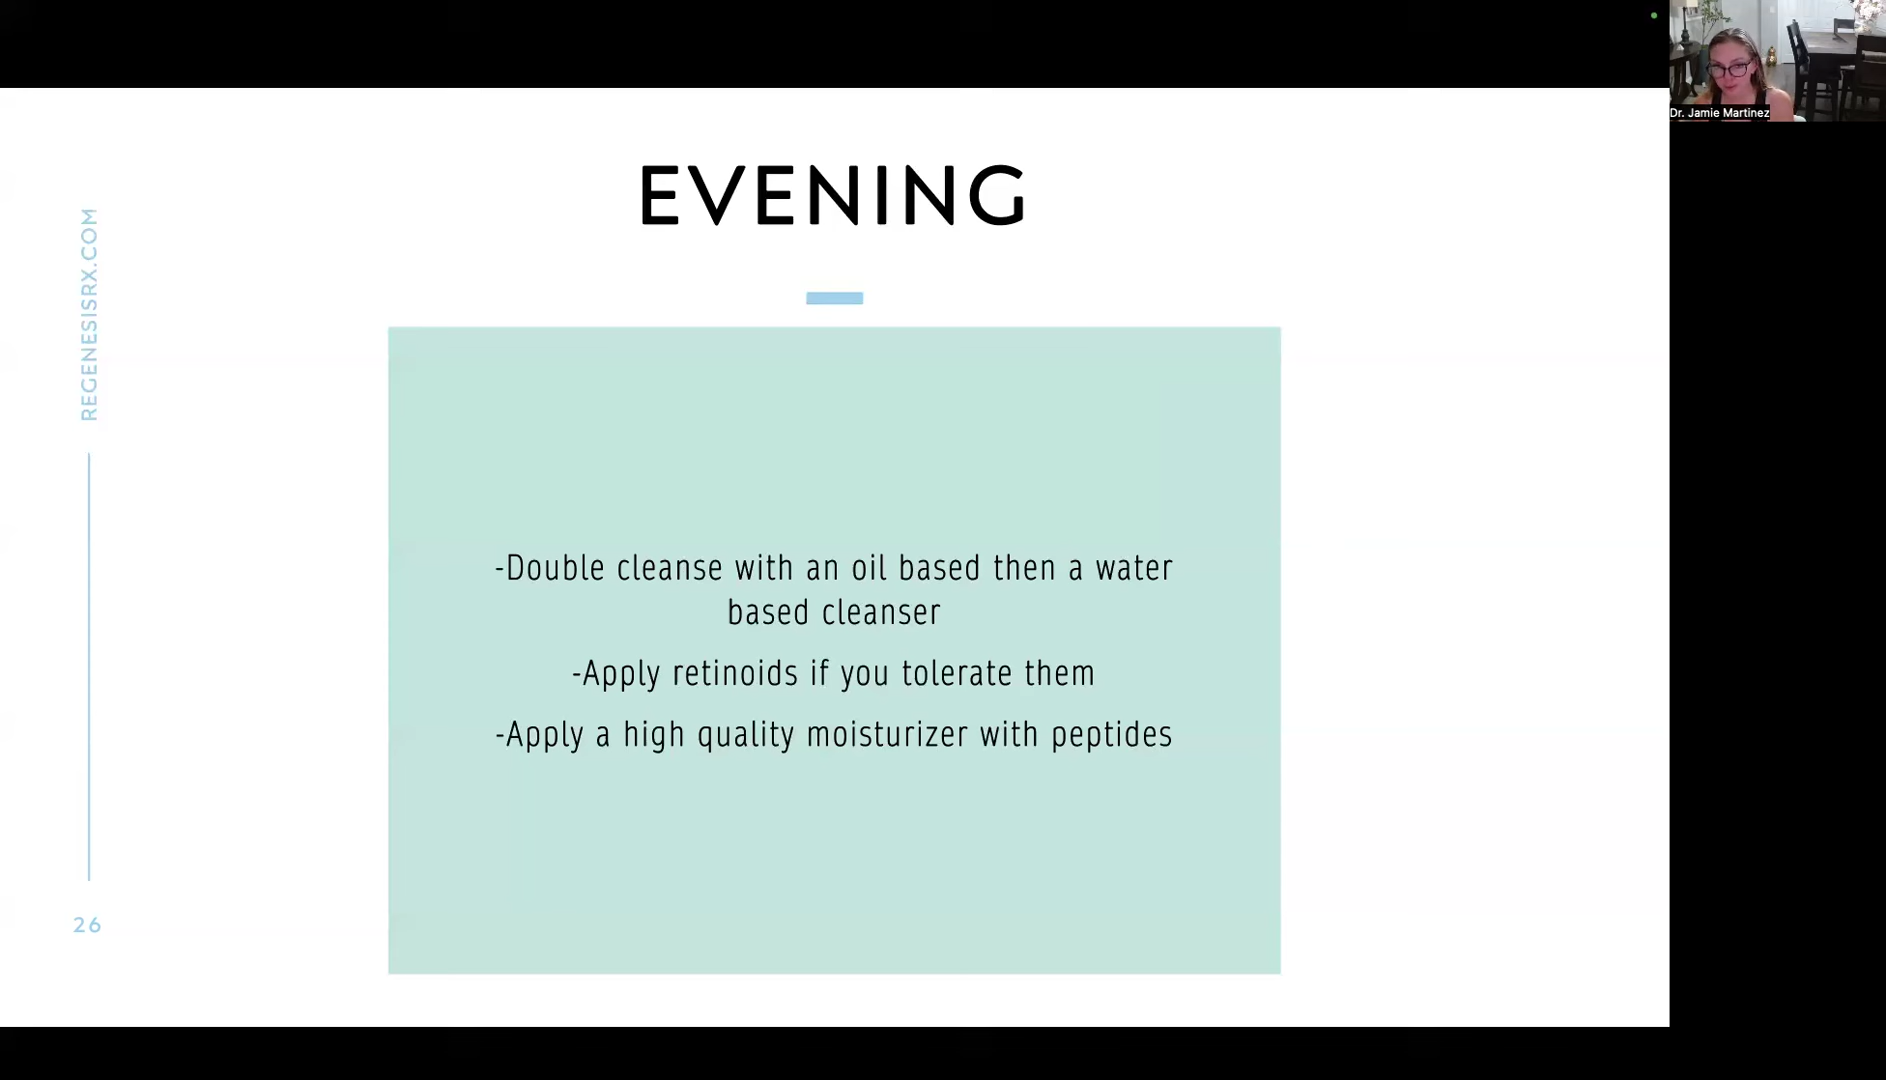 EVENING
-Double cleanse with an oil based then a water
based cleanser
-Apply retinoids if you tolerate them
-Apply a high quality moisturizer with peptides
REGENESISRX.COM
26
Dr. Jamie Martinez